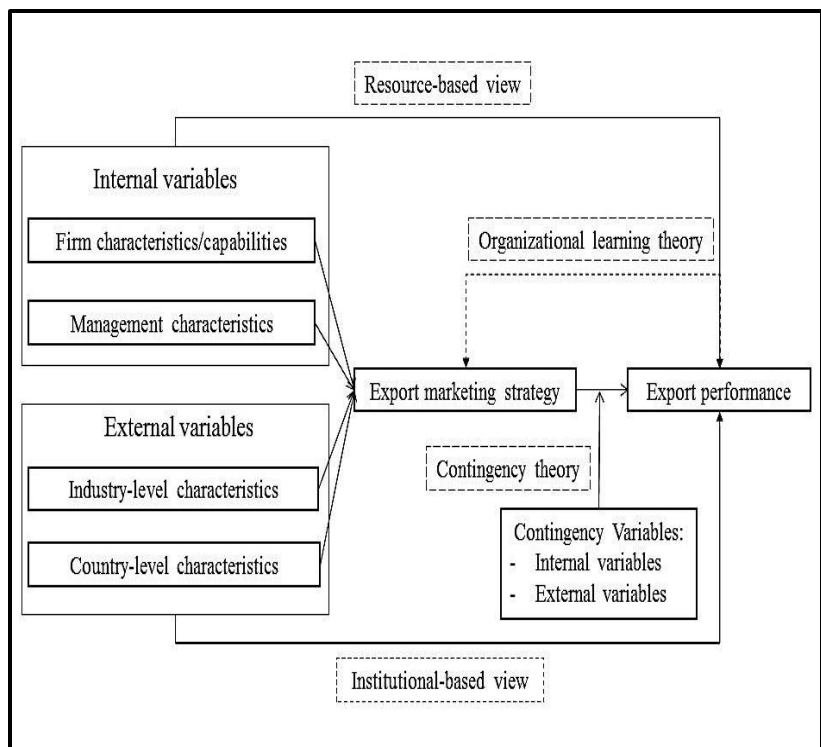 Resource-based view
Internal variables
Firm characteristics/capabilities
Organizational learning theory
Management characteristics
Export marketing strategy
Export performance
External variables
Contingency theory
Industry-level characteristics
Contingency Variables:
- Internal variables
- External variables
Country-level characteristics
Institutional-based view